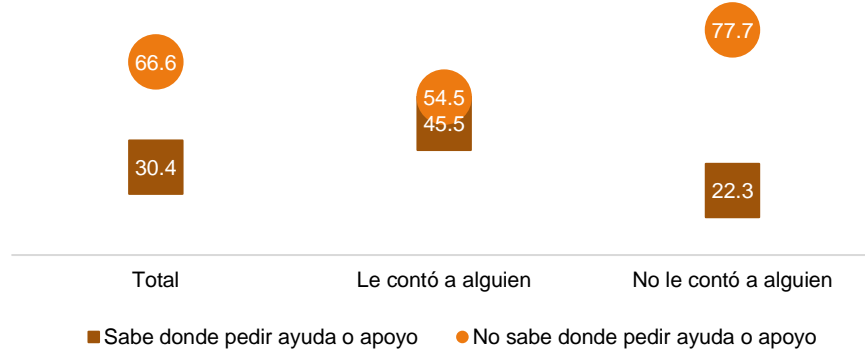 66.6
54.5
77.7
30.4
45.5
22.3
Total
Le contó a alguien
No le contó a alguien
Sabe donde pedir ayuda o apoyo
No sabe donde pedir ayuda o apoyo